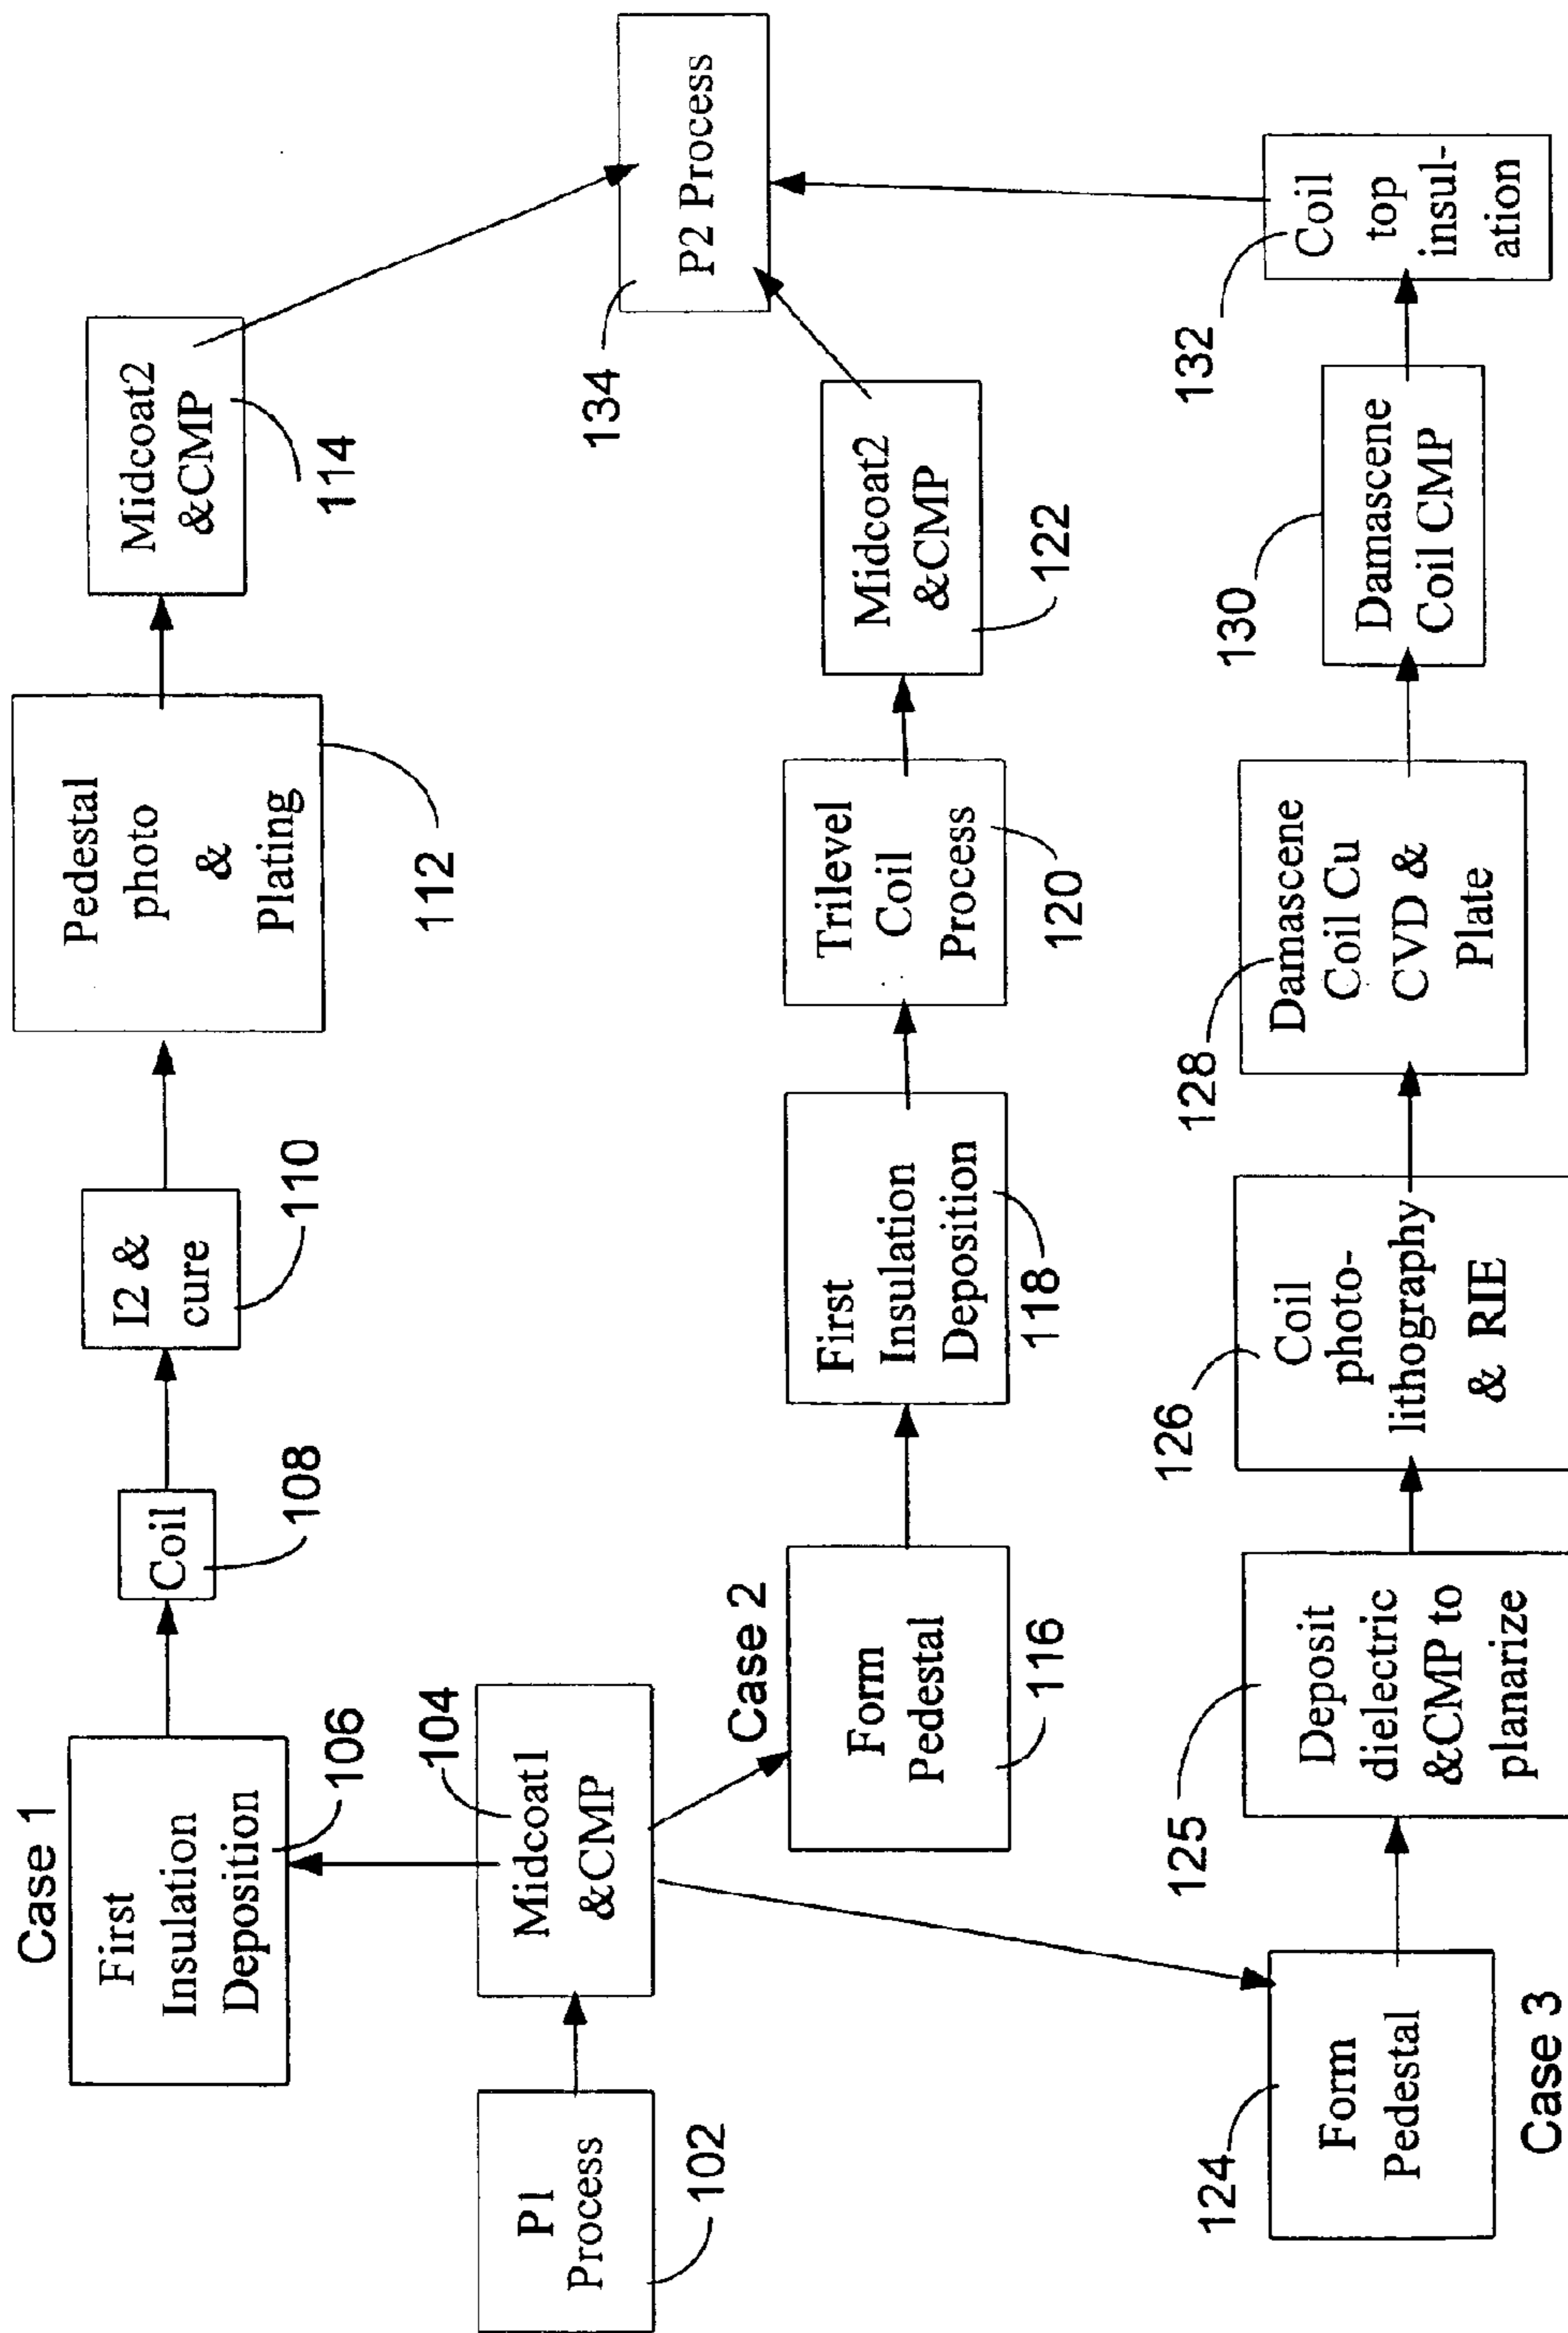 Case 1
First
Insulation
Deposition
106
Coil
108
I2 &
cure
110
Pedestal
photo
&
Plating
112
Midcoat2
&CMP
114
P1
Process
102
104
Midcoat1
&CMP
Case 2
Form
Pedestal
116
First
Insulation
Deposition
118
Trilevel
Coil
Process
120
Midcoat2
&CMP
122
134
P2 Process
124
Form
Pedestal
Case 3
125
Deposit
dielectric
&CMP to
planarize
126
Coil
photo-
lithography
& RIE
128
Damascene
Coil Cu
CVD &
Plate
130
Damascene
Coil CMP
132
Coil
top
insul-
ation